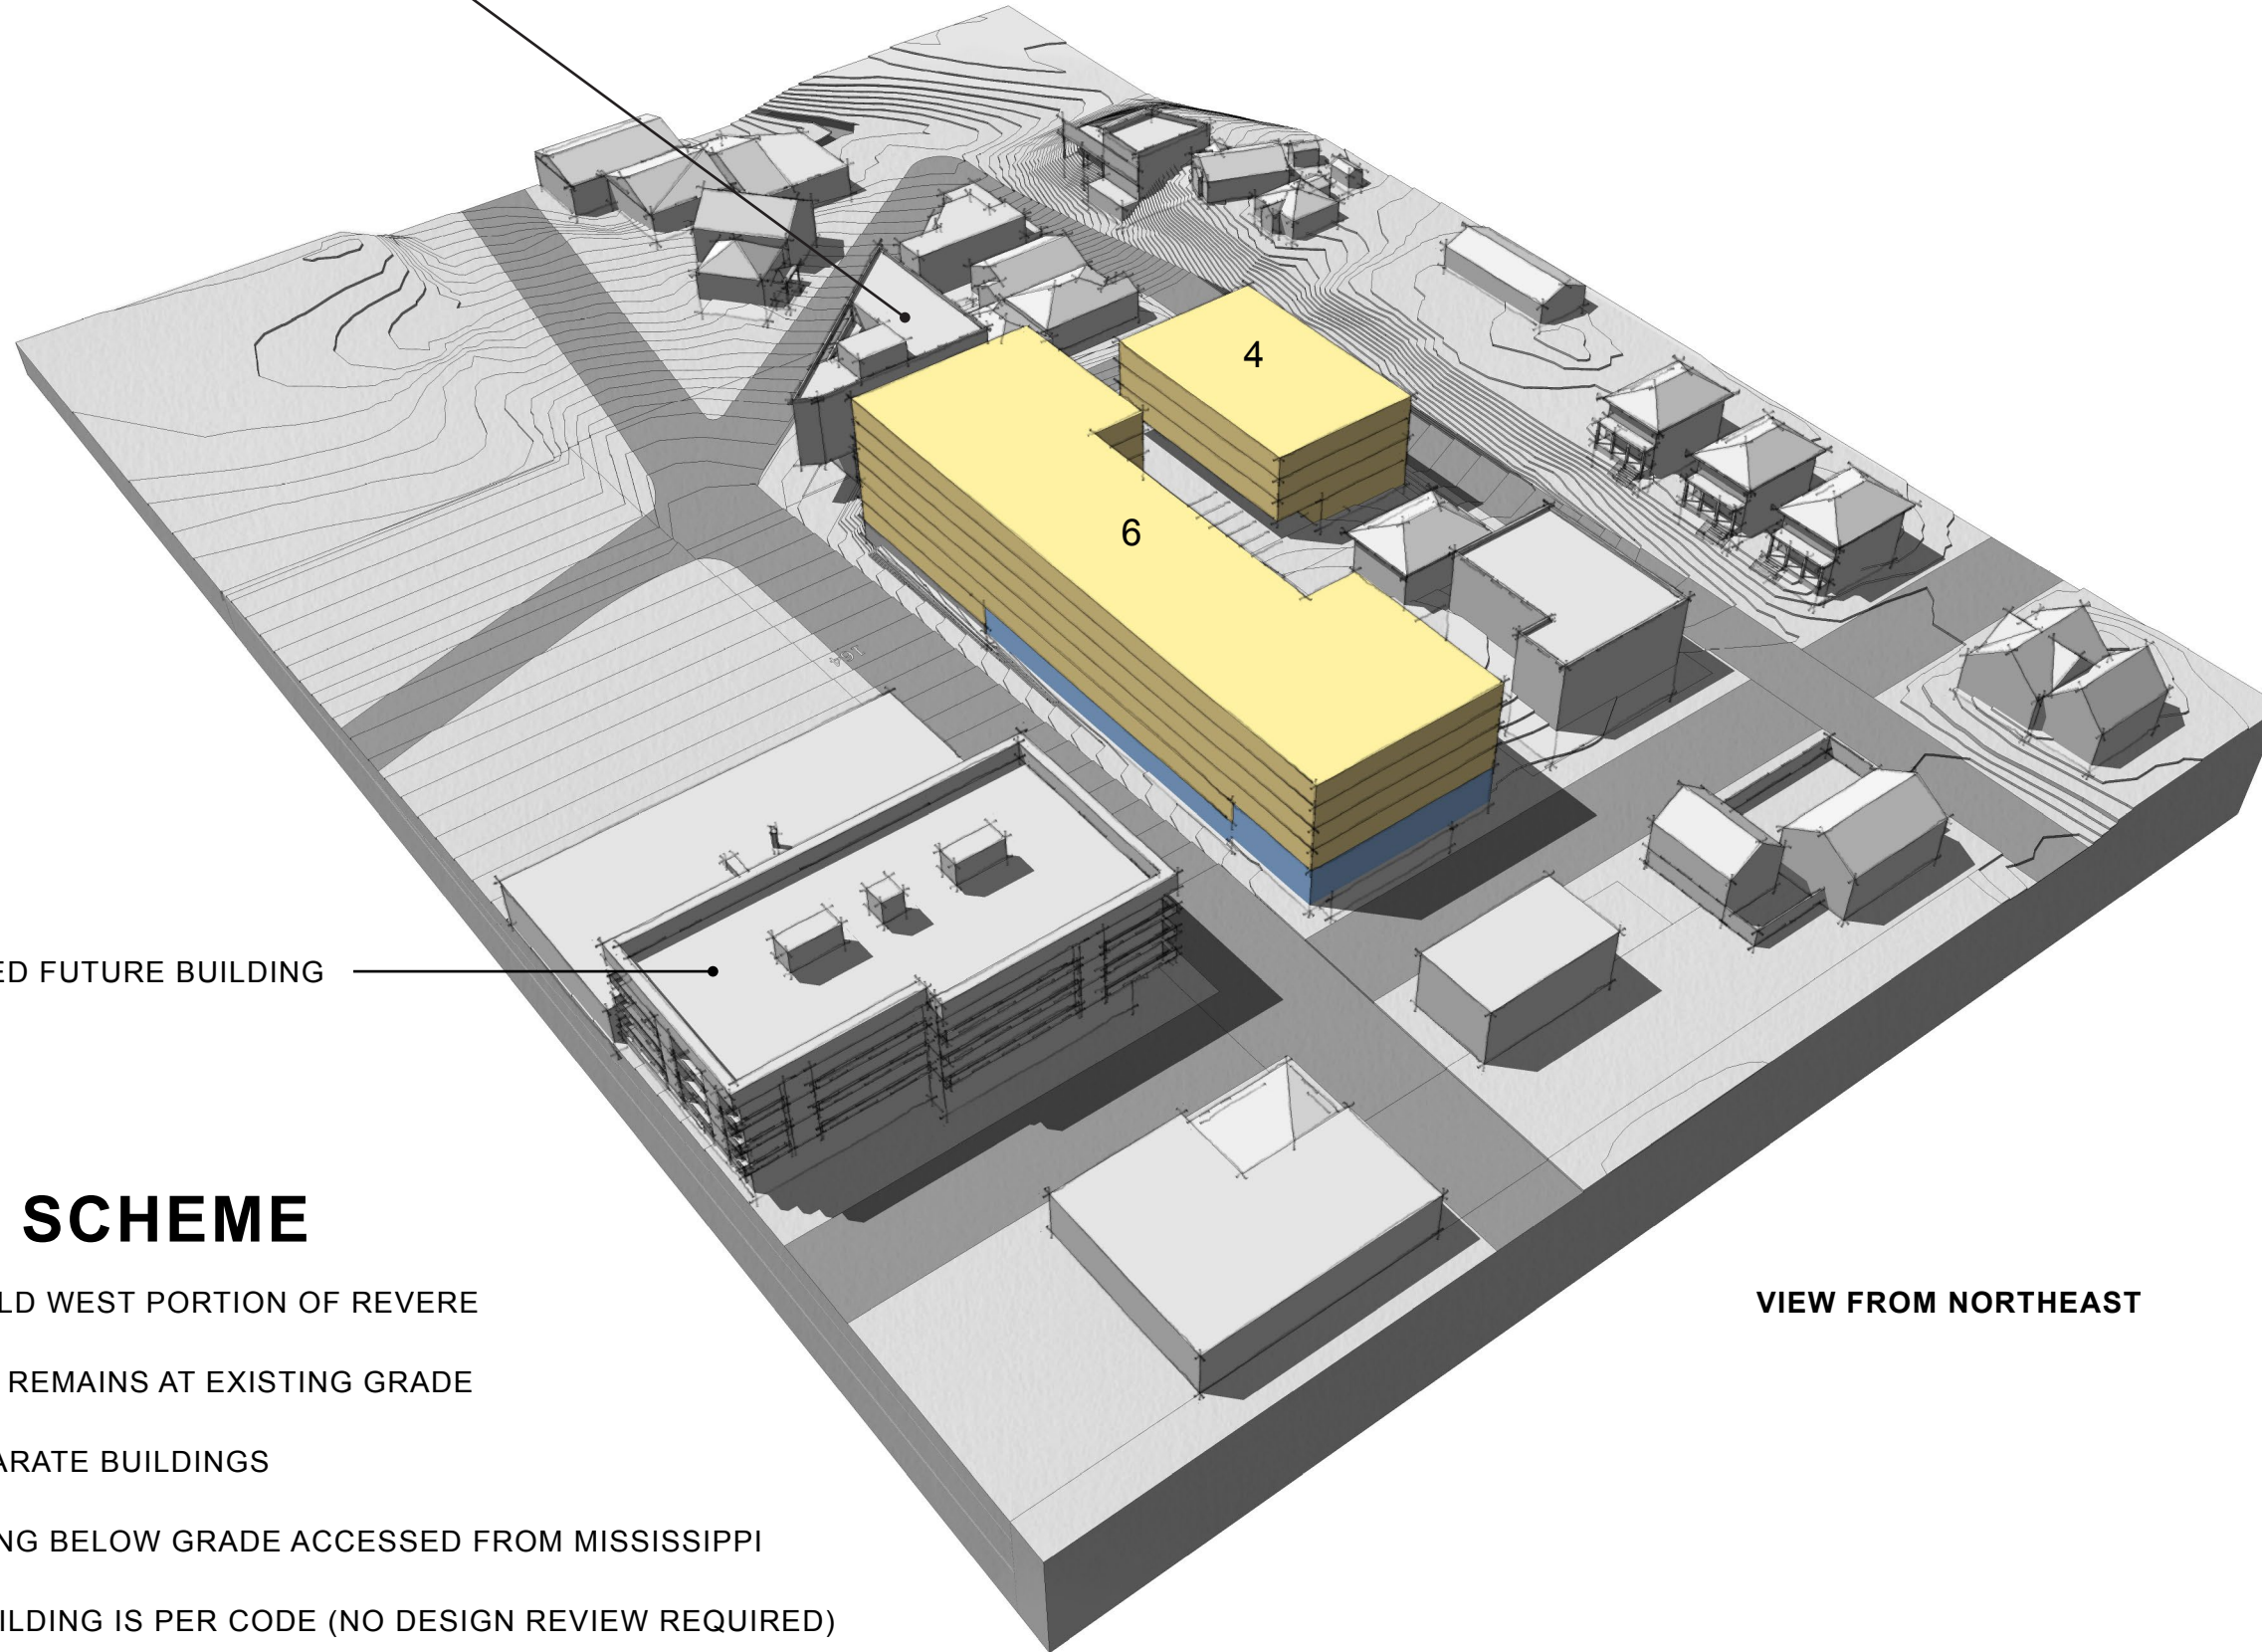 4
6
164
ED FUTURE BUILDING
SCHEME
LD WEST PORTION OF REVERE
VIEW FROM NORTHEAST
REMAINS AT EXISTING GRADE
ARATE BUILDINGS
NG BELOW GRADE ACCESSED FROM MISSISSIPPI
ILDING IS PER CODE (NO DESIGN REVIEW REQUIRED)